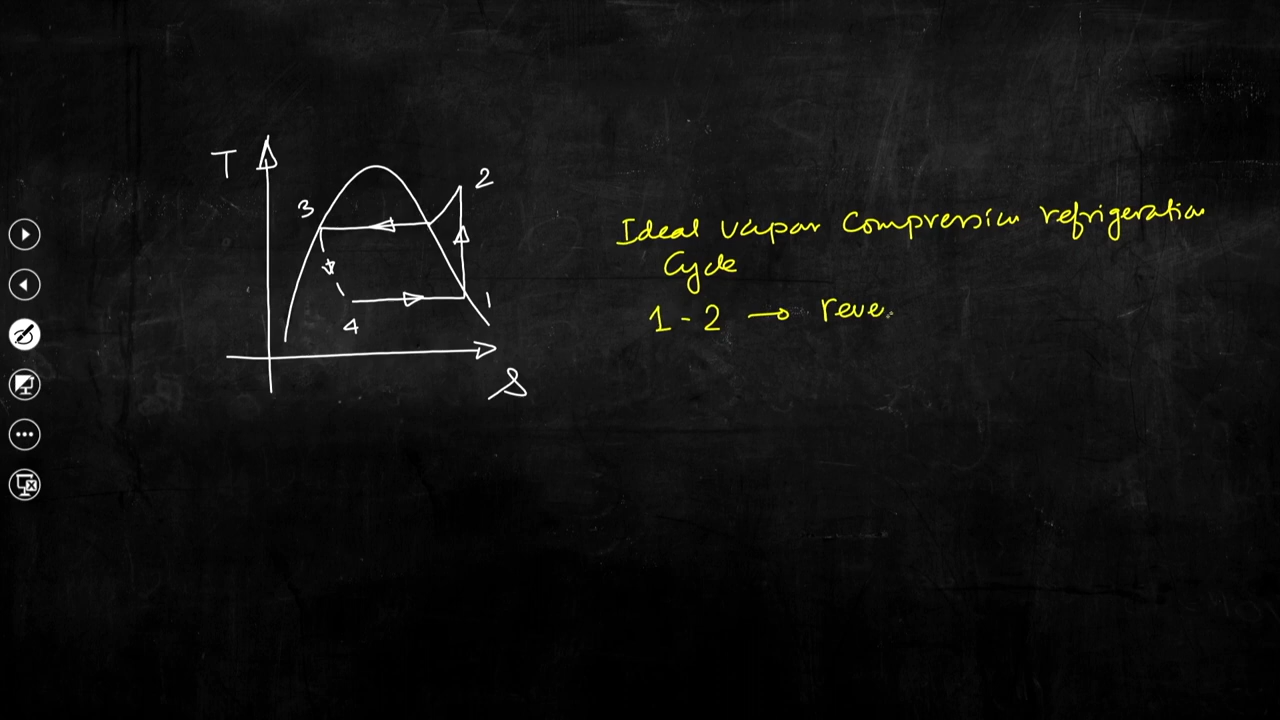 T
2
3
1
4
S
Ideal vapor Compression refrigeration
Cycle
1 - 2 → reve